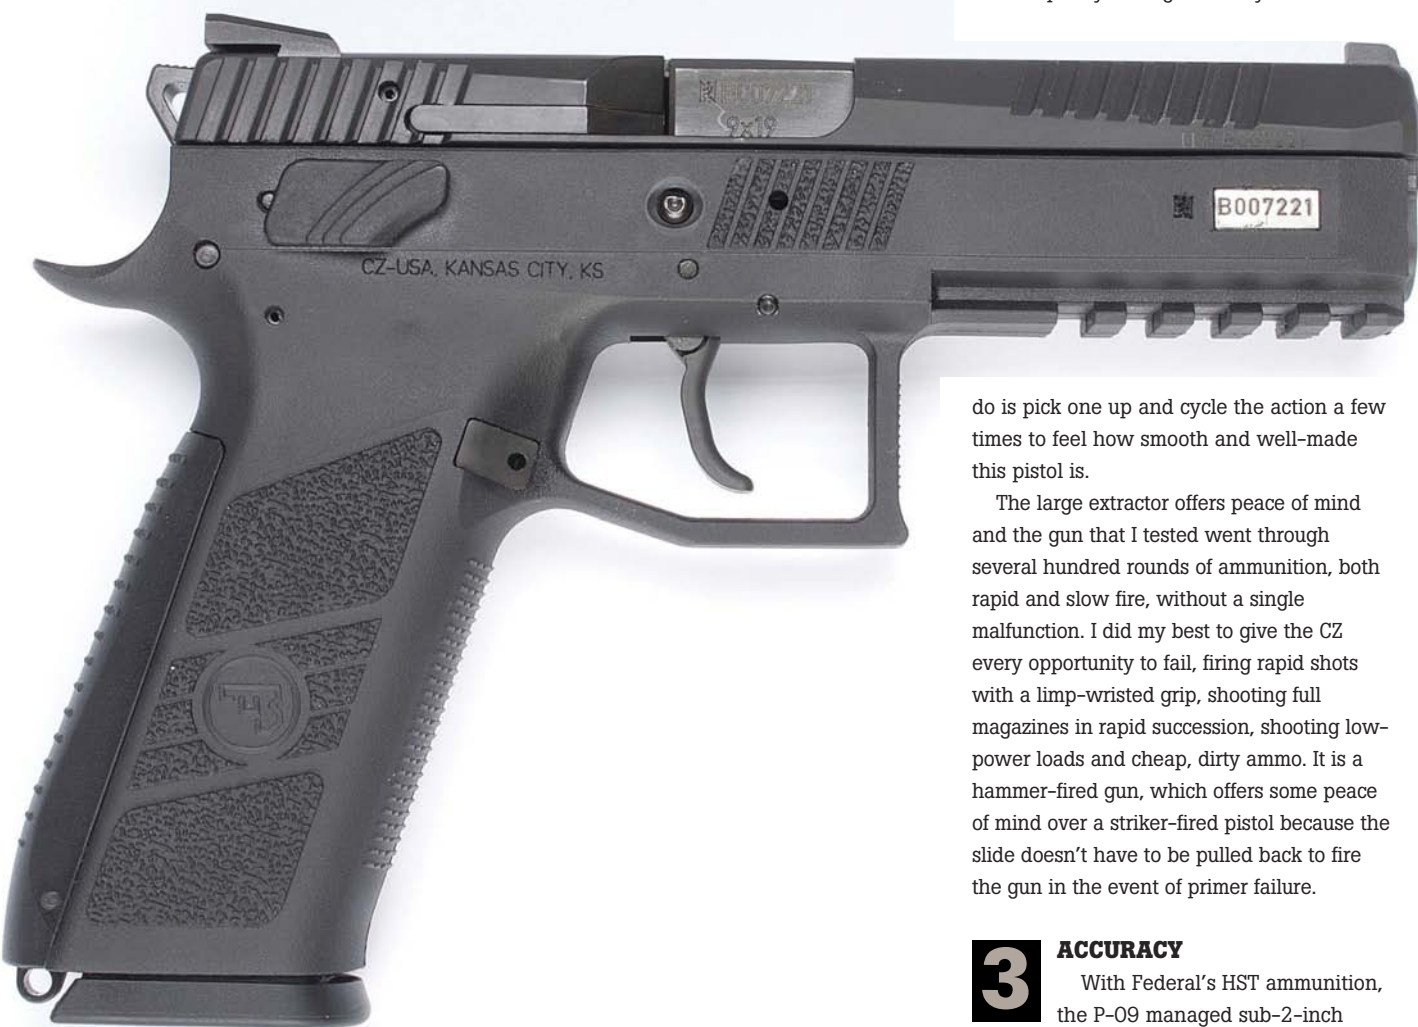 B007221
9x19
B007221
CZ-USA, KANSAS CITY, KS
do is pick one up and cycle the action a few
times to feel how smooth and well-made
this pistol is.
The large extractor offers peace of mind
and the gun that I tested went through
several hundred rounds of ammunition, both
rapid and slow fire, without a single
malfunction. I did my best to give the CZ
every opportunity to fail, firing rapid shots
with a limp-wristed grip, shooting full
magazines in rapid succession, shooting low-
power loads and cheap, dirty ammo. It is a
hammer-fired gun, which offers some peace
of mind over a striker-fired pistol because the
slide doesn't have to be pulled back to fire
the gun in the event of primer failure.
3
ACCURACY
With Federal's HST ammunition,
the P-09 managed sub-2-inch